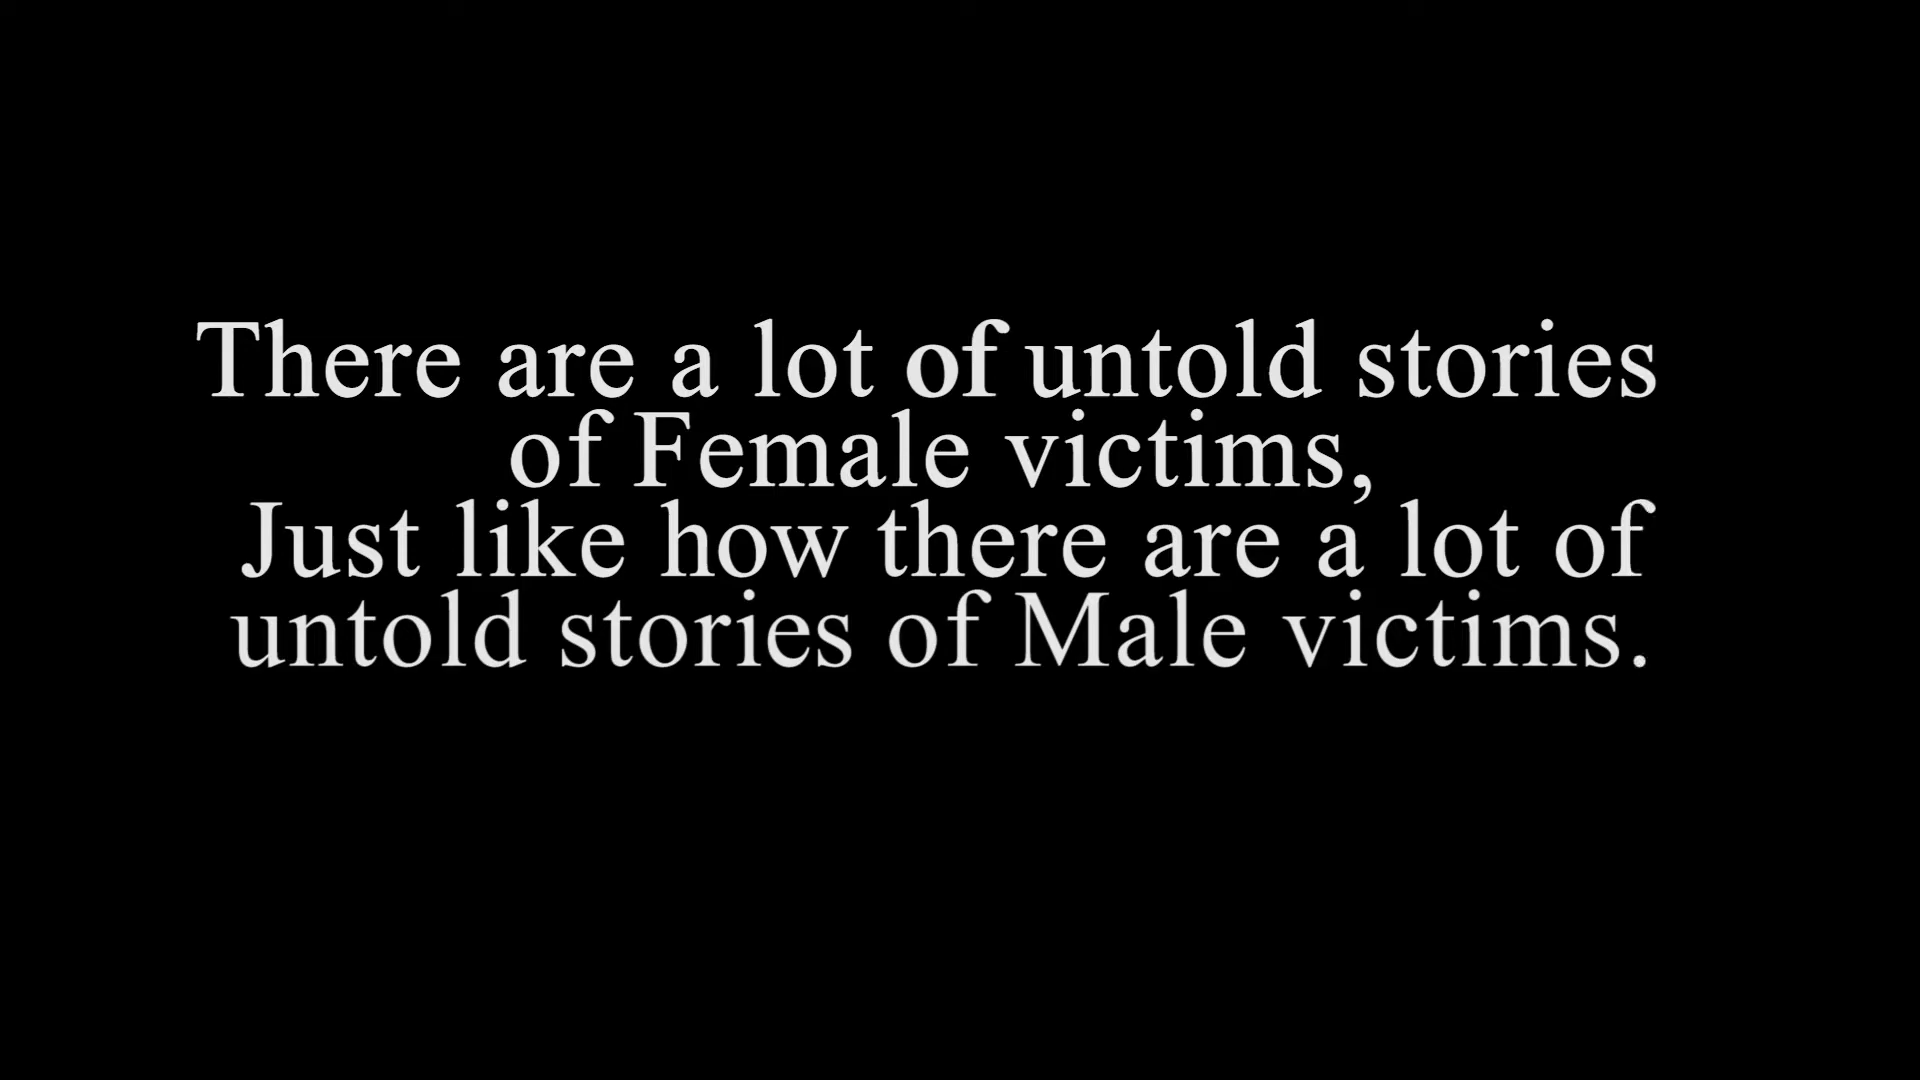 There are a lot of untold stories
of Female victims,
Just like how there are a lot of
untold stories of Male victims.